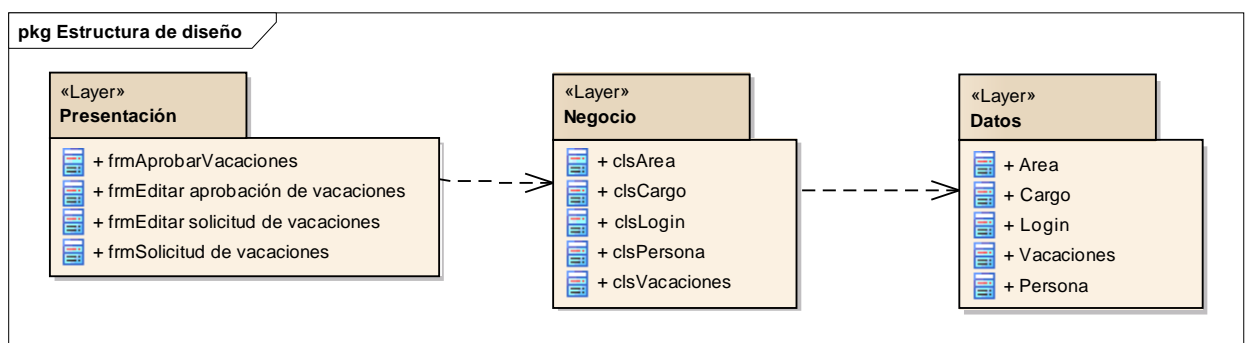 pkg Estructura de diseño
«Layer»
Presentación
+ frmAprobarVacaciones
+ frmEditar aprobación de vacaciones
+ frmEditar solicitud de vacaciones
+ frmSolicitud de vacaciones
«Layer»
Negocio
+ clsArea
+ clsCargo
+ clsLogin
+ clsPersona
+ clsVacaciones
«Layer»
Datos
+ Area
+ Cargo
+ Login
+ Vacaciones
+ Persona